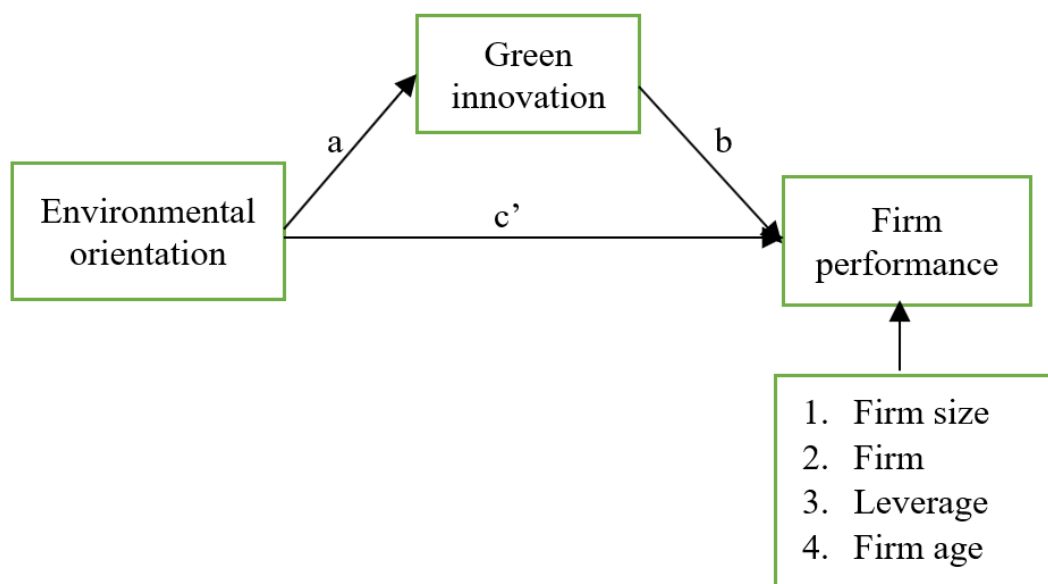 Green
innovation
a
b
Environmental
orientation
c’
Firm
performance
1. Firm size
2. Firm
3. Leverage
4. Firm age